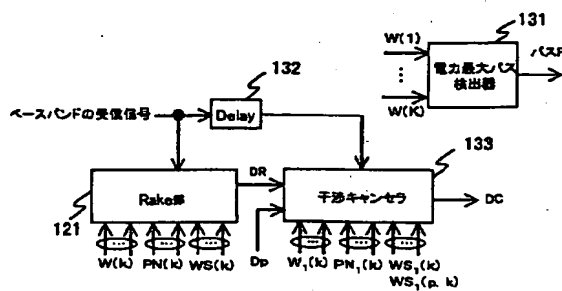 131
W(1)
⋮
W(K)
電力最大パス
検出器
パスP
132
Delay
ベースバンドの受信信号
133
Rake部
121
DR
干渉キャンセラ
DC
Dp
W(k)
PN(k)
WS(k)
W₁(k)
PN₁(k)
WS₁(k)
WS₁(p, k)